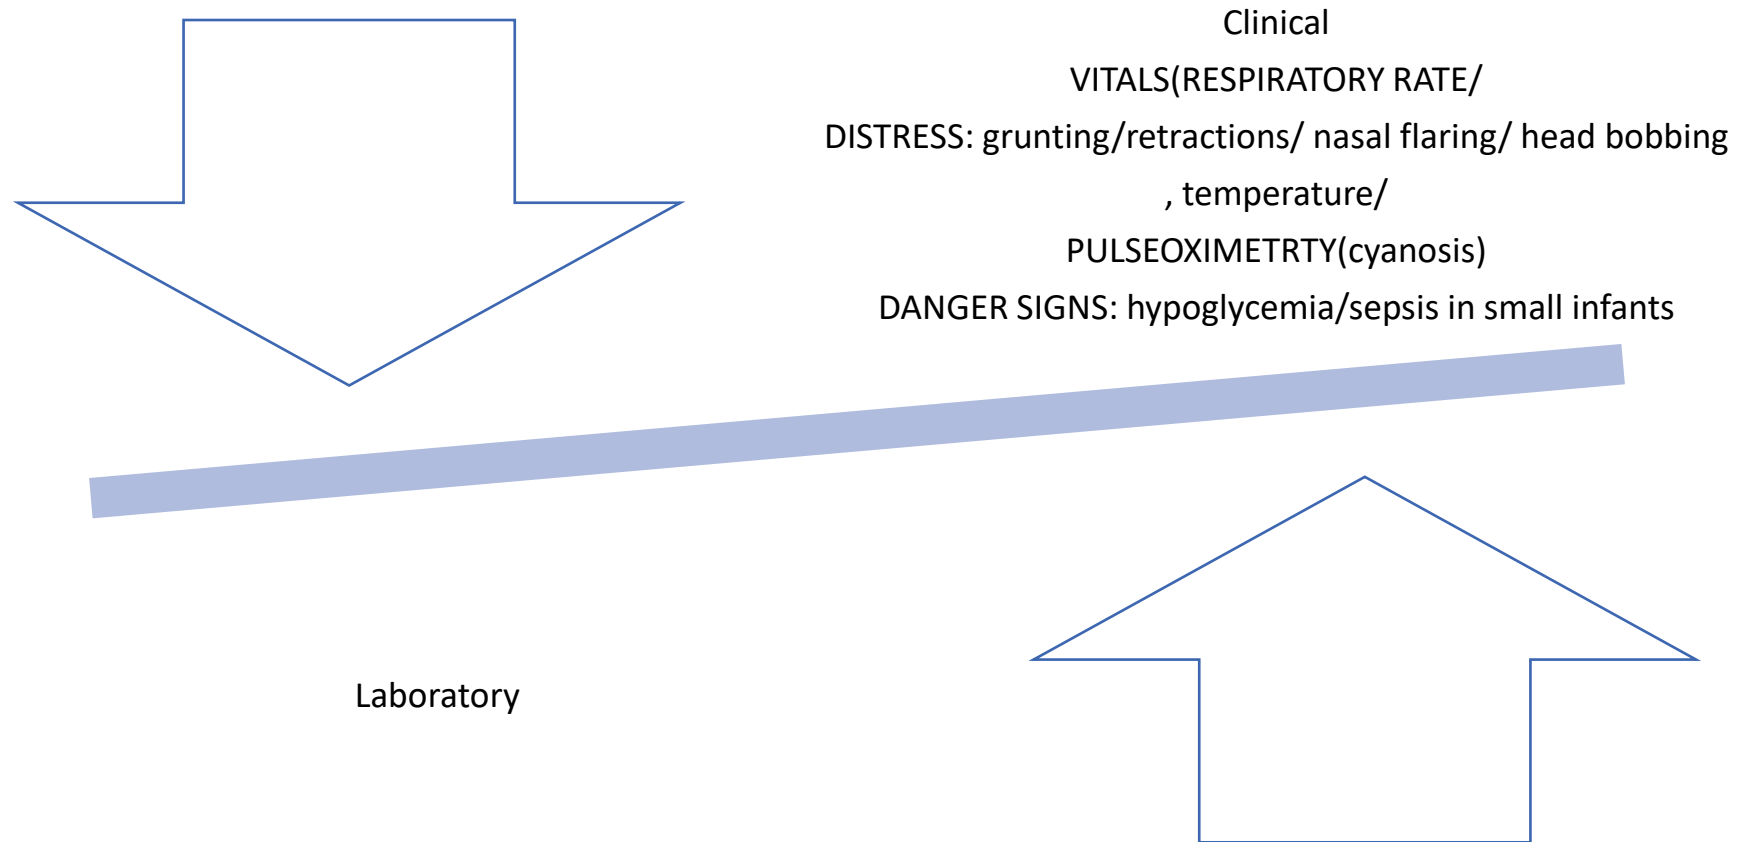 Clinical
VITALS(RESPIRATORY RATE/
DISTRESS: grunting/retractions/ nasal flaring/ head bobbing
, temperature/
PULSEOXIMETRTY(cyanosis)
DANGER SIGNS: hypoglycemia/sepsis in small infants
Laboratory